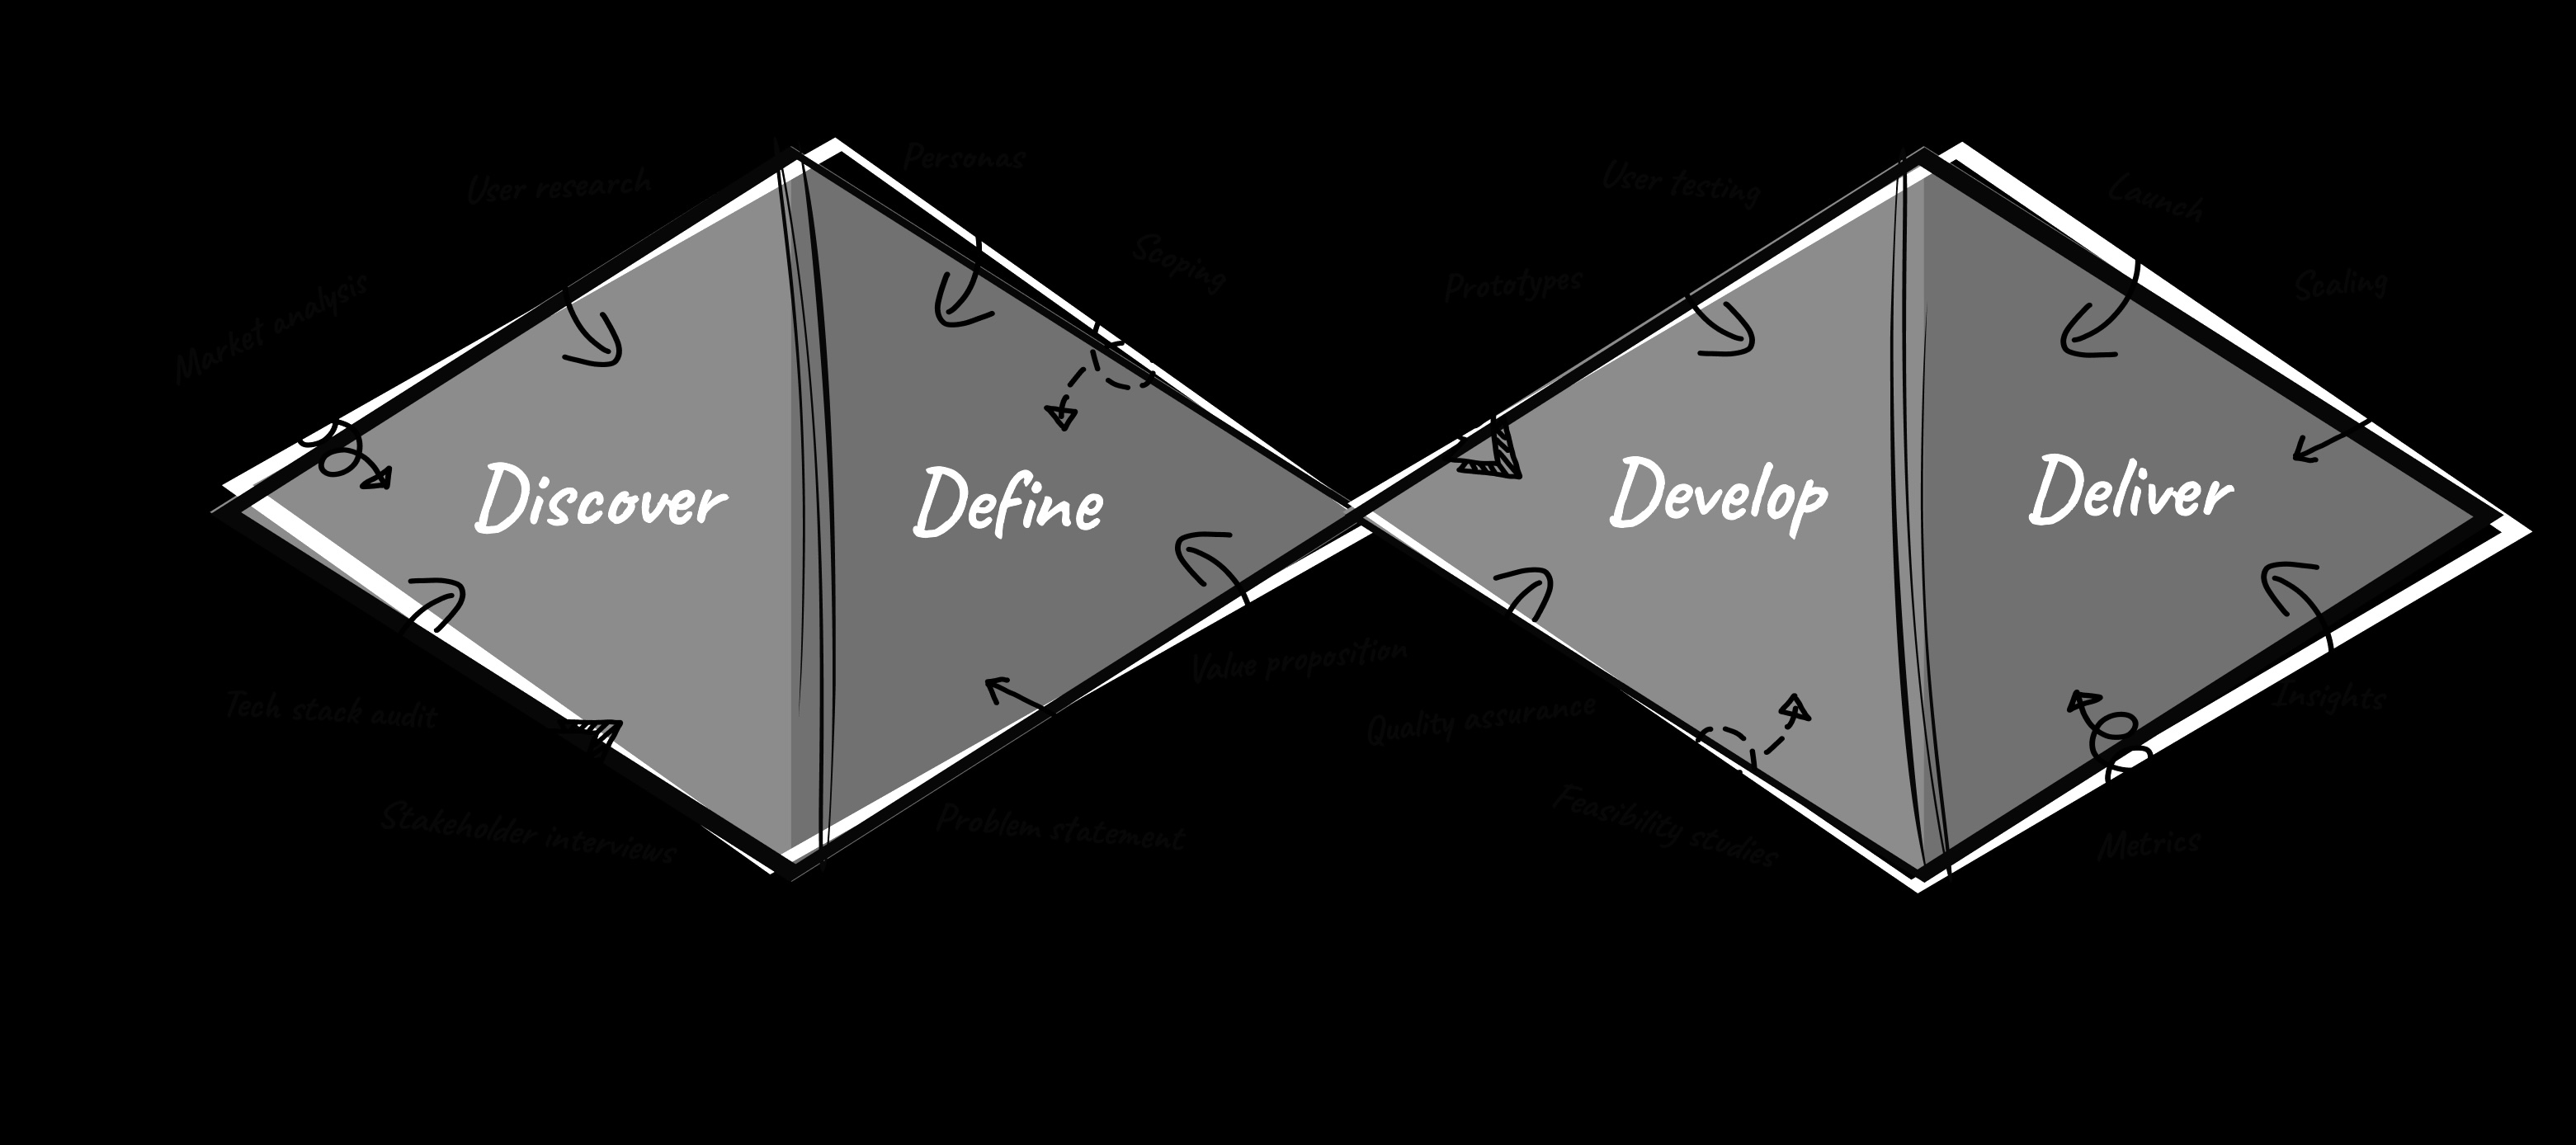 User research
Personas
User testing
Launch
Market analysis
Scoping
Prototypes
Scaling
Discover
Define
Develop
Deliver
Tech stack audit
Value proposition
Quality assurance
Insights
Stakeholder interviews
Problem statement
Feasibility studies
Metrics